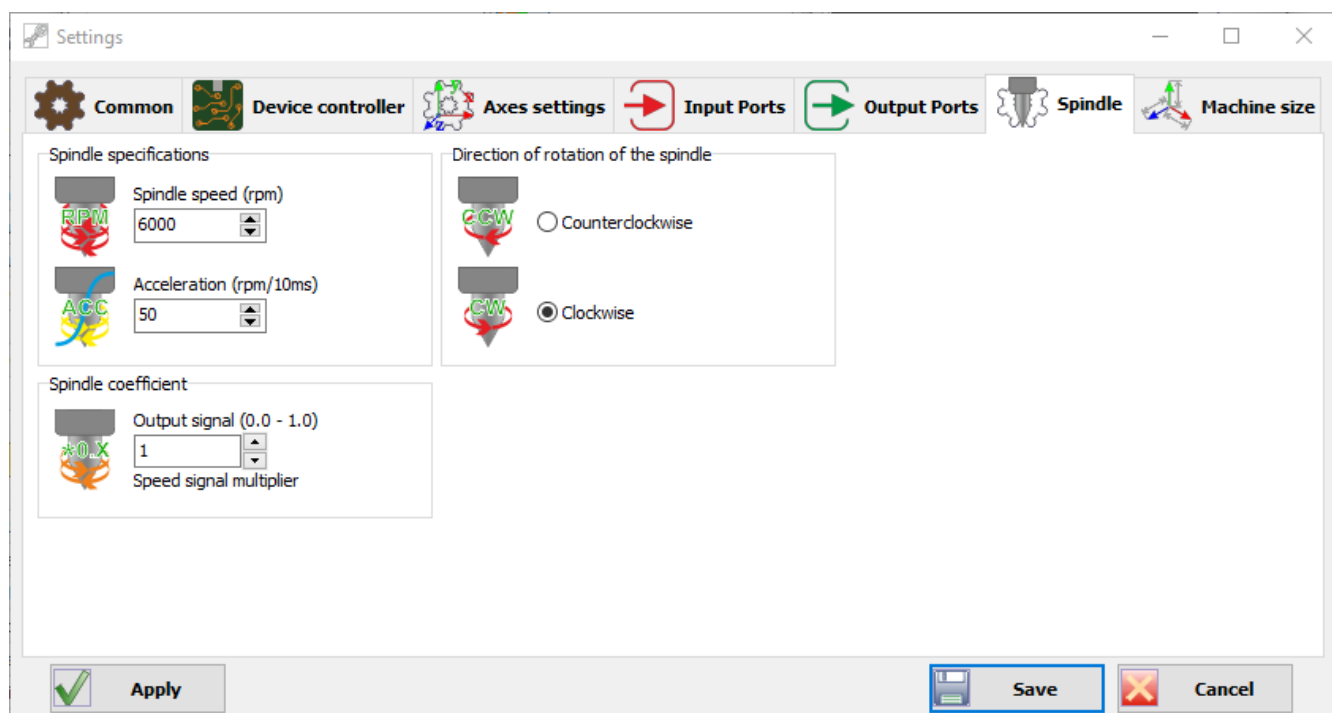 Settings
Common
Device controller
Axes settings
Input Ports
Output Ports
Spindle
Machine size
Spindle specifications
RPM
Spindle speed (rpm)
6000
ACC
Acceleration (rpm/10ms)
50
Direction of rotation of the spindle
CCW
Counterclockwise
CW
Clockwise
Spindle coefficient
*0.X
Output signal (0.0 - 1.0)
1
Speed signal multiplier
Apply
Save
Cancel